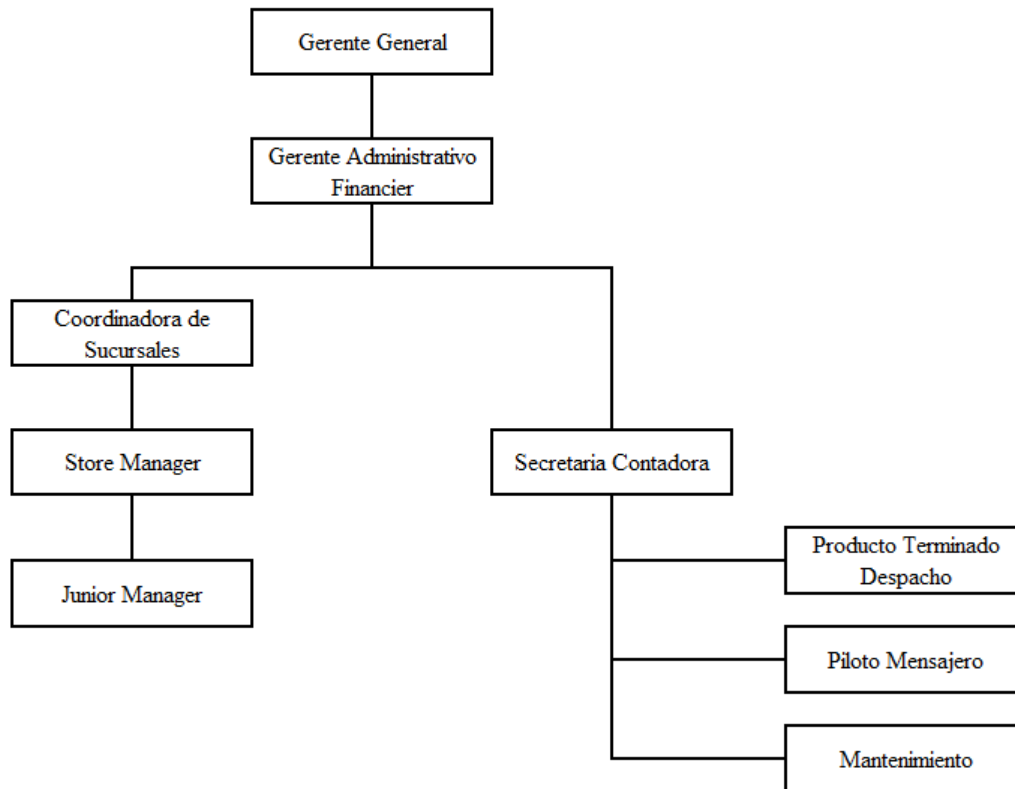 Gerente General
Gerente Administrativo
Financier
Coordinadora de
Sucursales
Store Manager
Secretaria Contadora
Producto Terminado
Despacho
Junior Manager
Piloto Mensajero
Mantenimiento